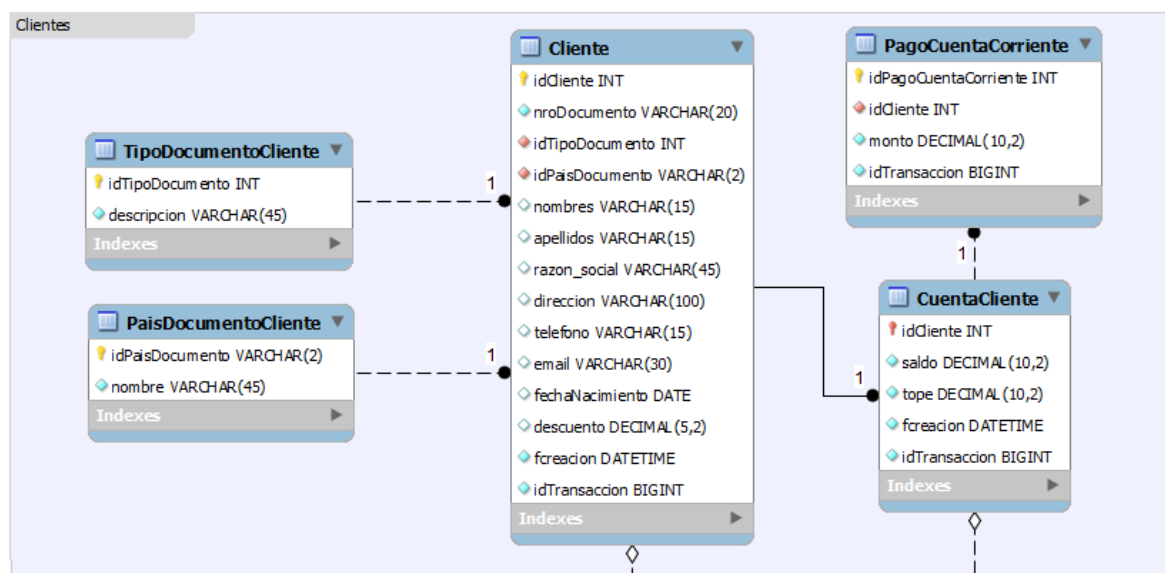 Clientes
TipoDocumentoCliente
idTipoDocumento INT
descripcion VARCHAR(45)
Indexes
PaisDocumentoCliente
idPaisDocumento VARCHAR(2)
nombre VARCHAR(45)
Indexes
1
1
Cliente
idCliente INT
nroDocumento VARCHAR(20)
idTipoDocumento INT
idPaisDocumento VARCHAR(2)
nombres VARCHAR(15)
apellidos VARCHAR(15)
razon_social VARCHAR(45)
direccion VARCHAR(100)
telefono VARCHAR(15)
email VARCHAR(30)
fechaNacimiento DATE
descuento DECIMAL(5,2)
fcreacion DATETIME
idTransaccion BIGINT
Indexes
PagoCuentaCorriente
idPagoCuentaCorriente INT
idCliente INT
monto DECIMAL(10,2)
idTransaccion BIGINT
Indexes
1
1
CuentaCliente
idCliente INT
saldo DECIMAL(10,2)
tope DECIMAL(10,2)
fcreacion DATETIME
idTransaccion BIGINT
Indexes